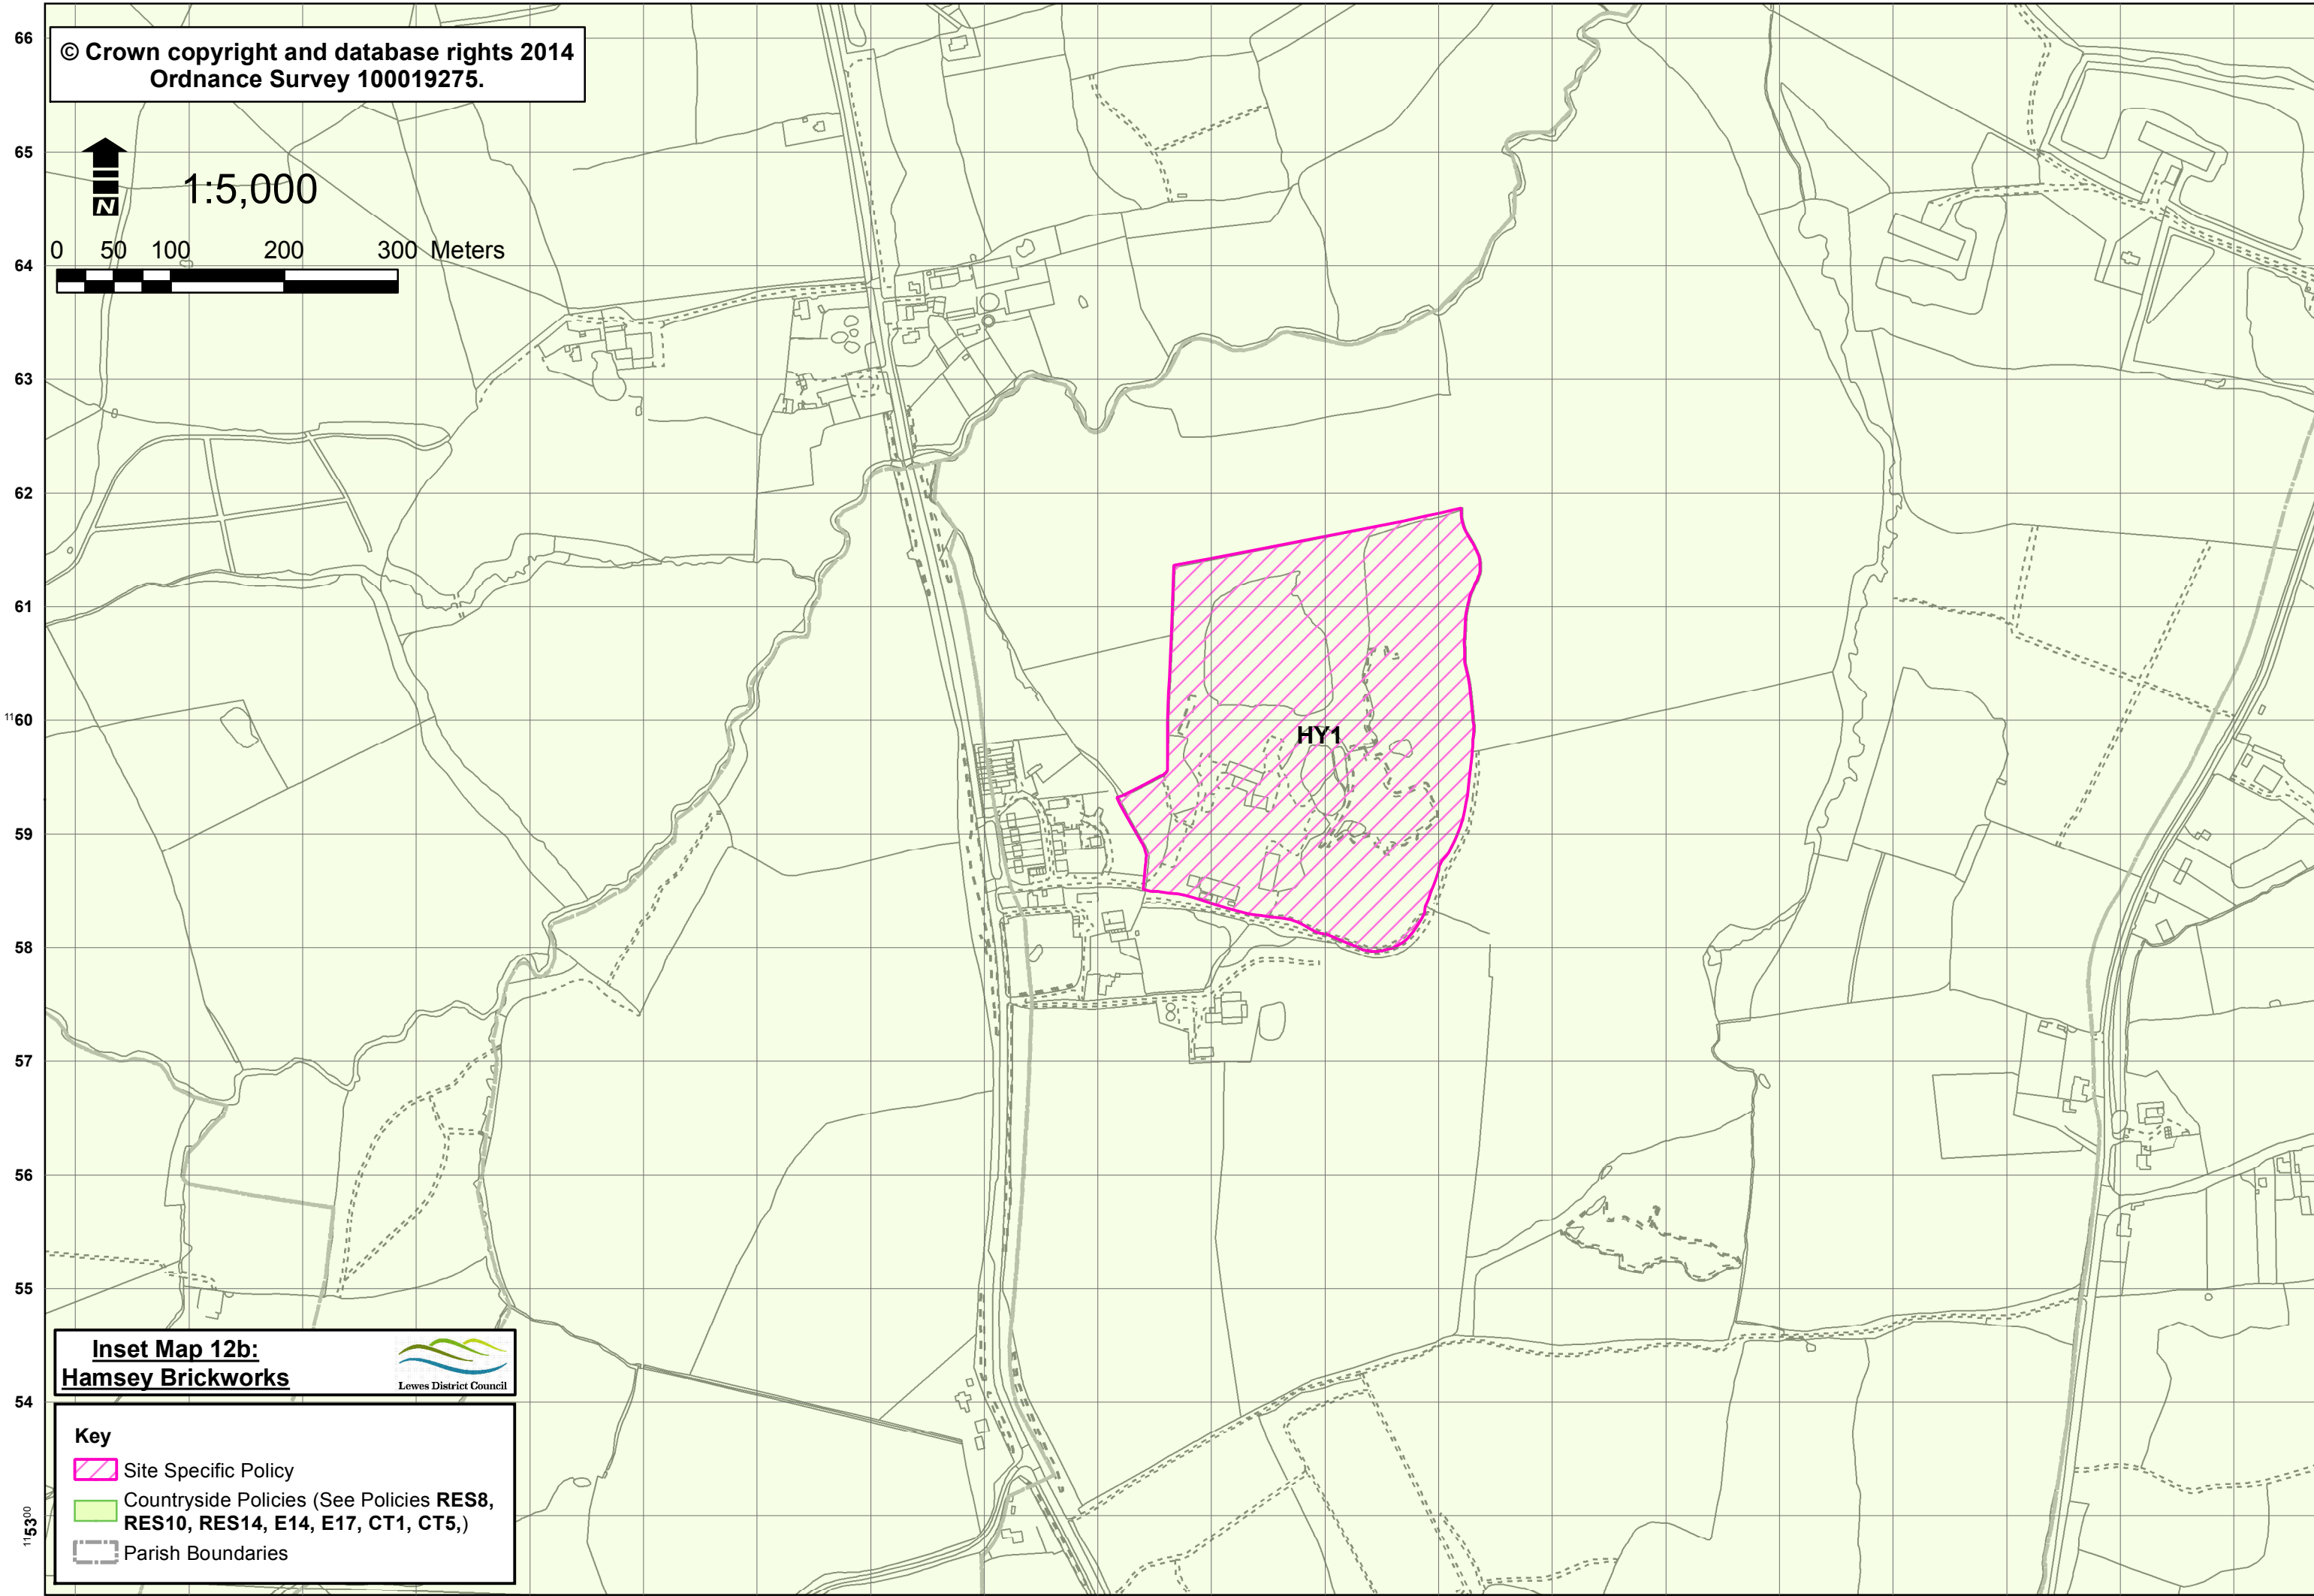 © Crown copyright and database rights 2014
Ordnance Survey 100019275.
N
1:5,000
0 50 100 200 300 Meters
66
65
64
63
62
61
1160
59
58
57
56
55
54
115300
HY1
Inset Map 12b:
Hamsey Brickworks
Lewes District Council
Key
Site Specific Policy
Countryside Policies (See Policies RES8,
RES10, RES14, E14, E17, CT1, CT5,)
Parish Boundaries